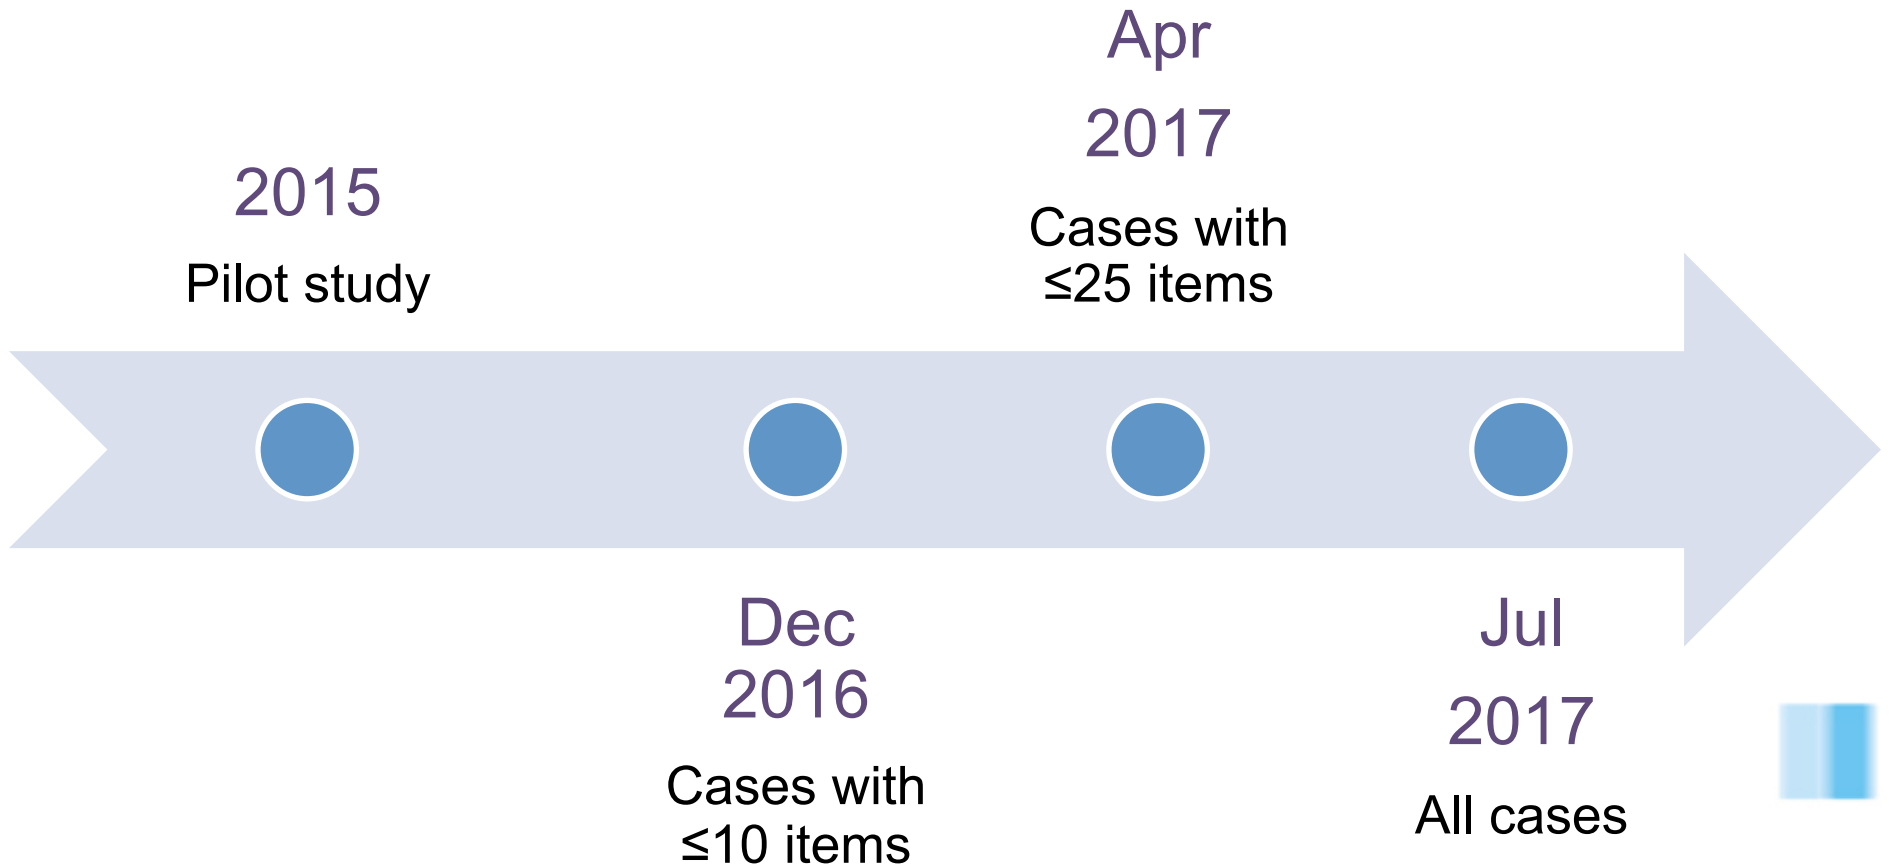 2015
Pilot study
Dec
2016
Cases with
≤10 items
Apr
2017
Cases with
≤25 items
Jul
2017
All cases